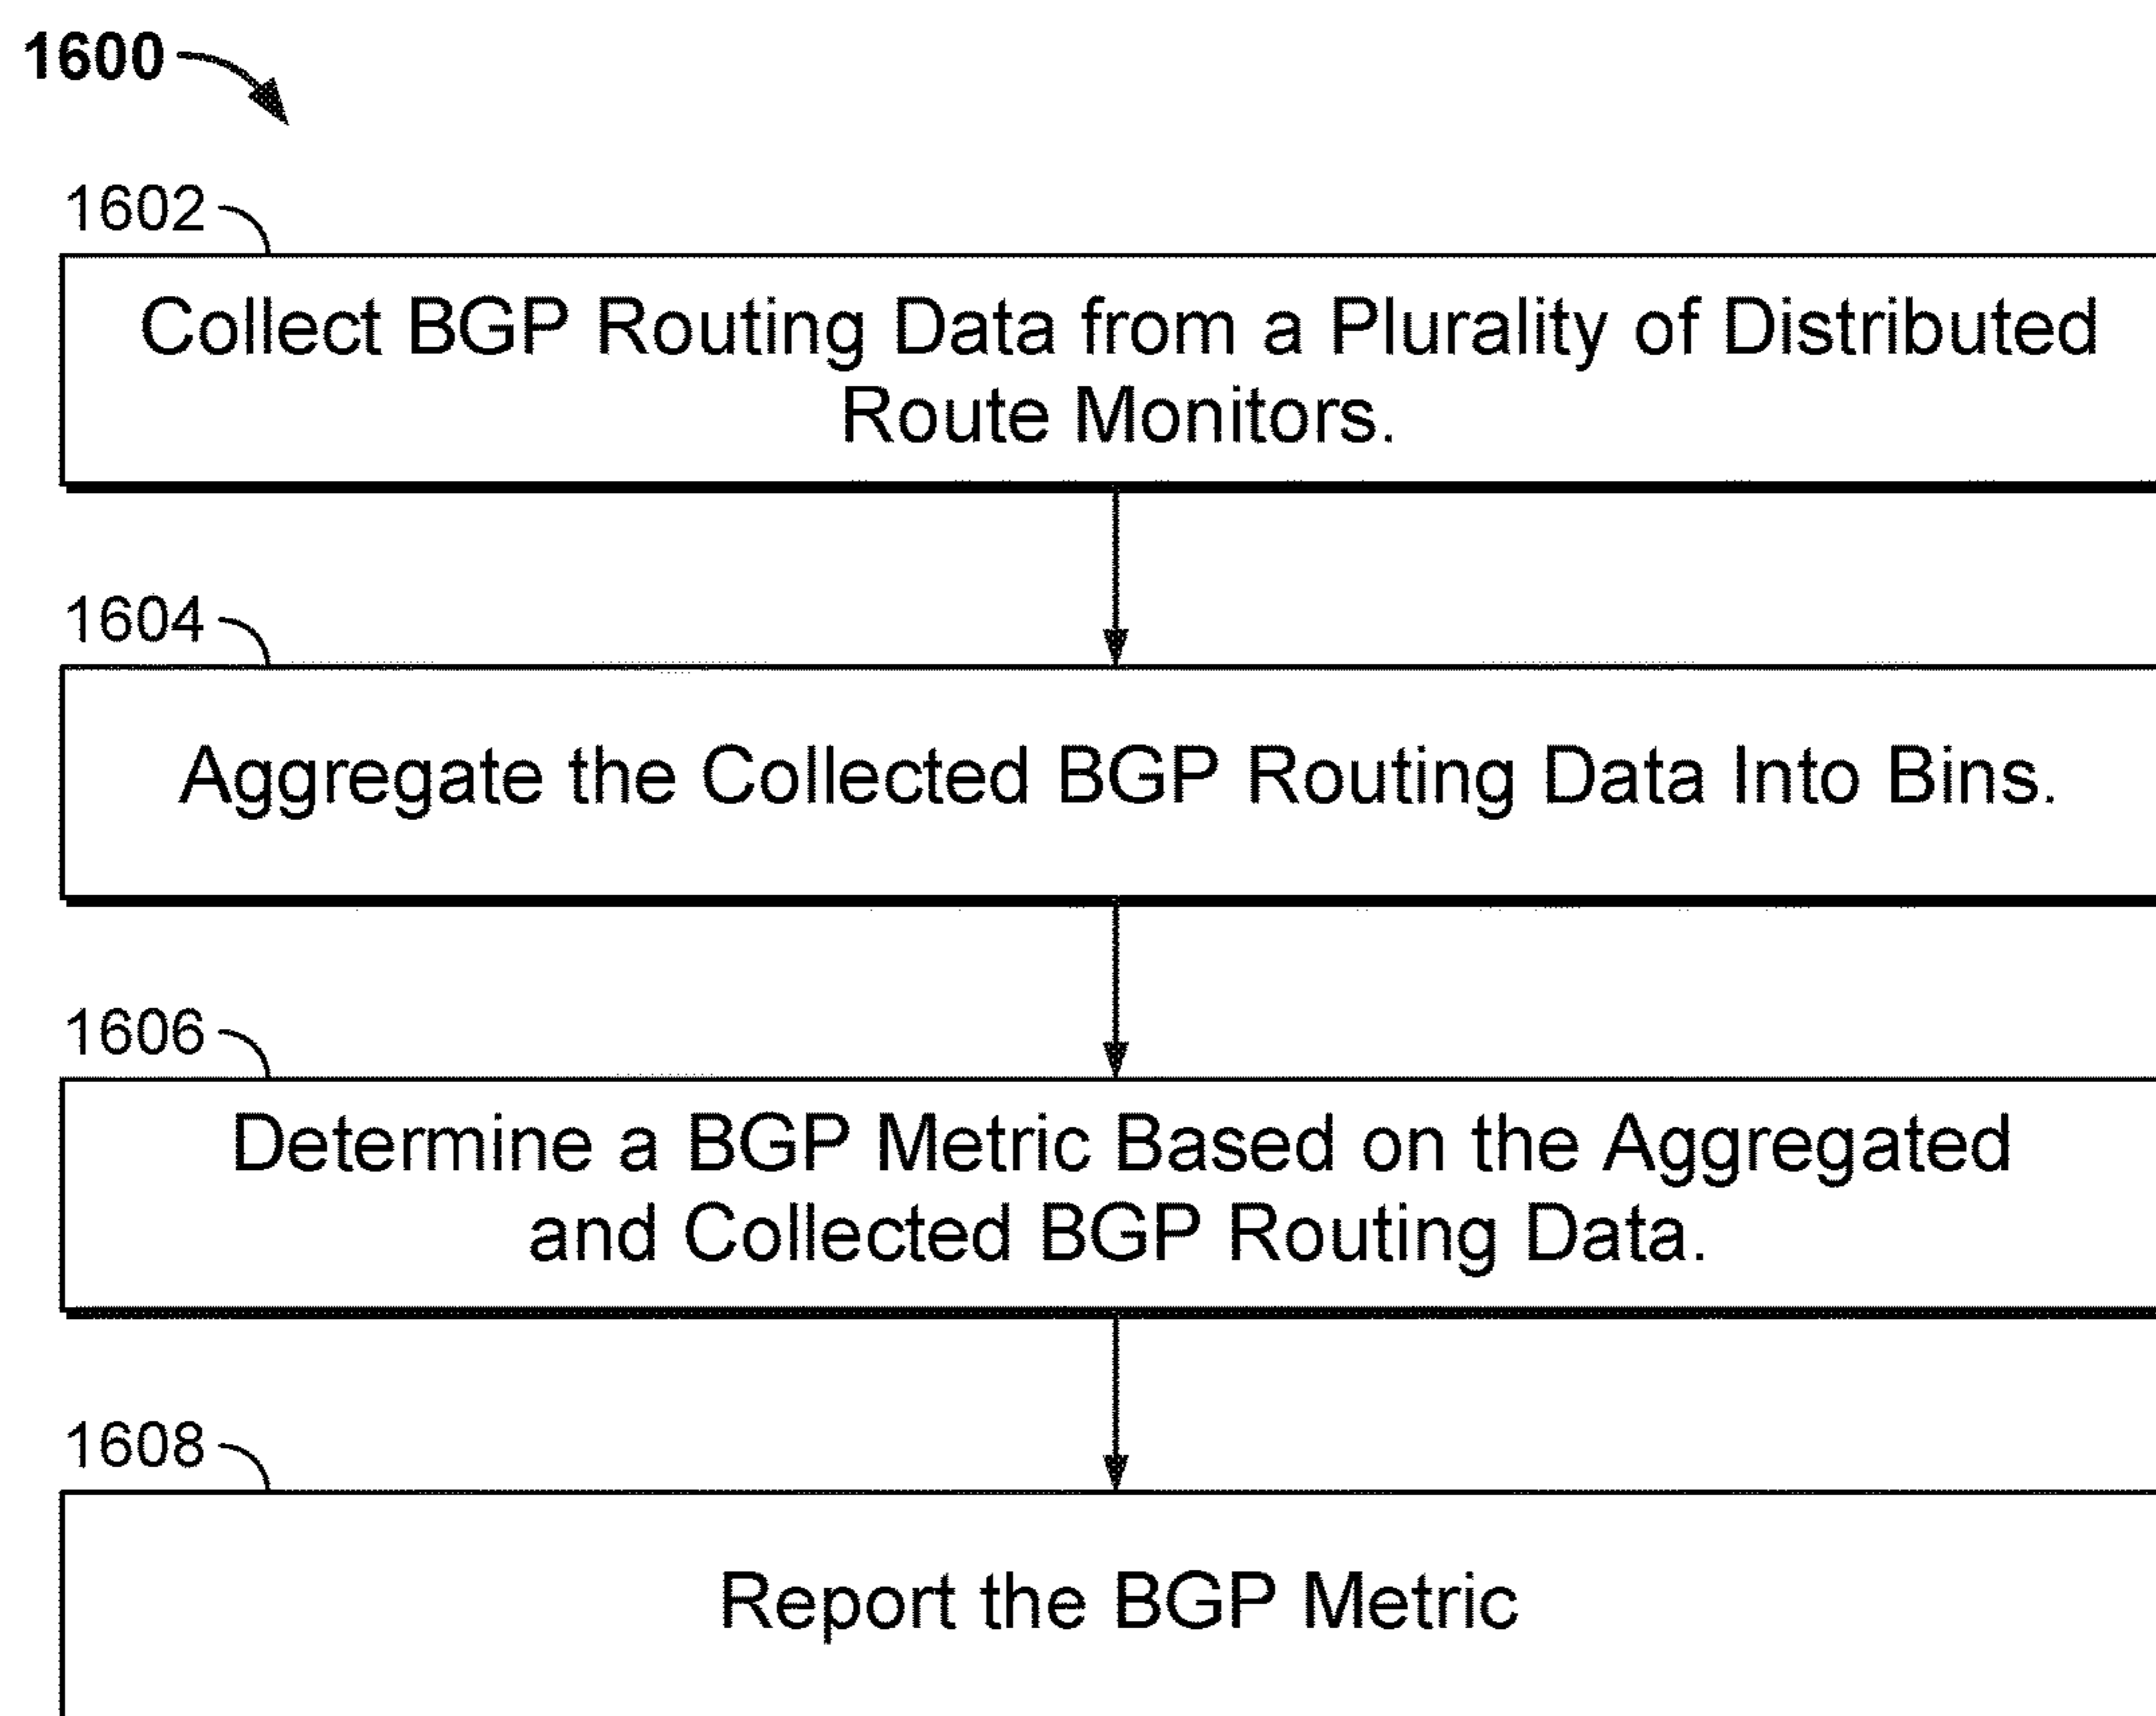 1600
1602
Collect BGP Routing Data from a Plurality of Distributed
Route Monitors.
1604
Aggregate the Collected BGP Routing Data Into Bins.
1606
Determine a BGP Metric Based on the Aggregated
and Collected BGP Routing Data.
1608
Report the BGP Metric